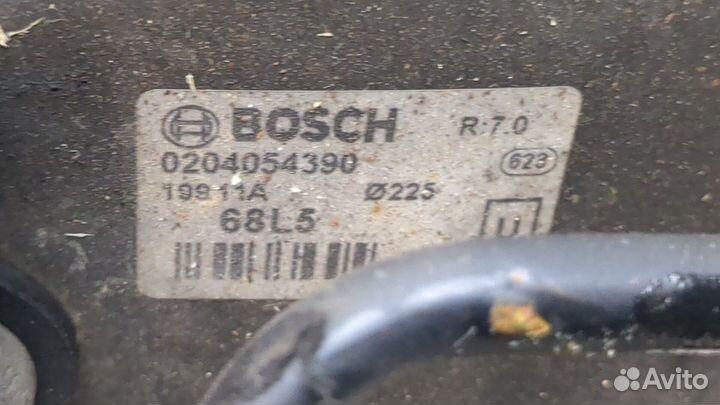 BOSCH R:7.0
0204054390 623
19911A Ø225
68L5
Avito